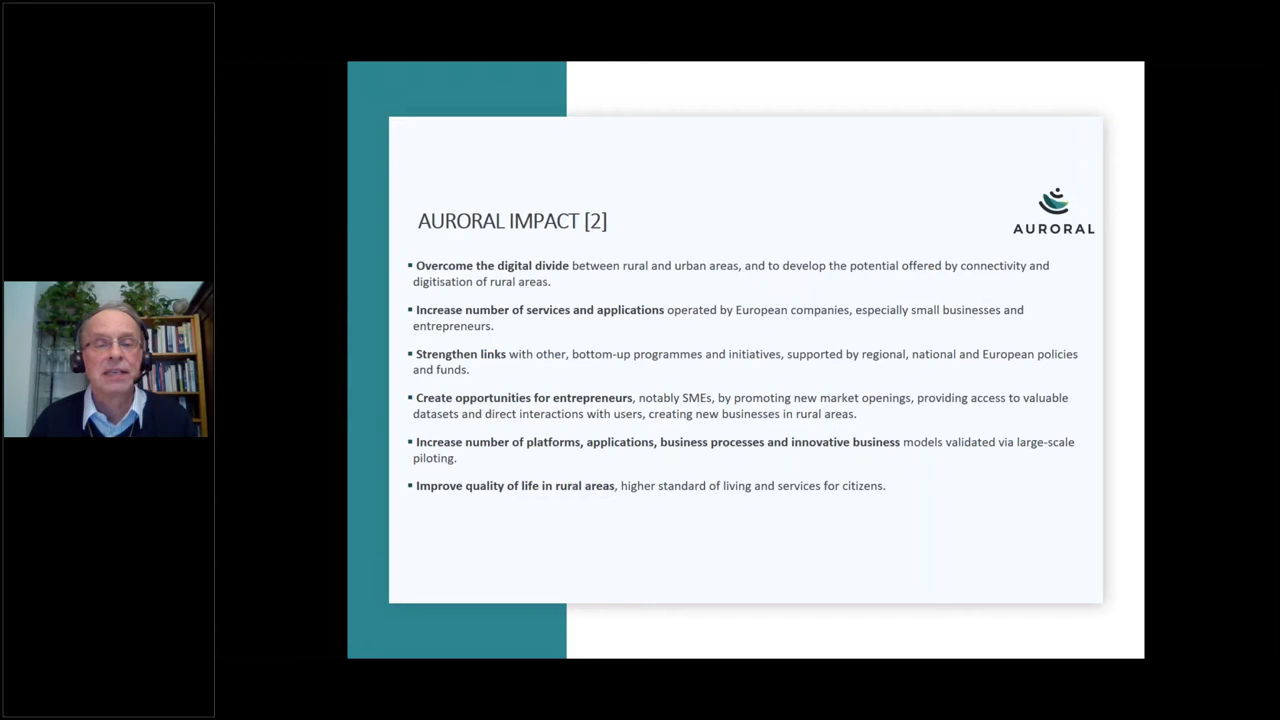 AURORAL
AURORAL IMPACT [2]
▪ Overcome the digital divide between rural and urban areas, and to develop the potential offered by connectivity and
digitisation of rural areas.
▪ Increase number of services and applications operated by European companies, especially small businesses and
entrepreneurs.
▪ Strengthen links with other, bottom-up programmes and initiatives, supported by regional, national and European policies
and funds.
▪ Create opportunities for entrepreneurs, notably SMEs, by promoting new market openings, providing access to valuable
datasets and direct interactions with users, creating new businesses in rural areas.
▪ Increase number of platforms, applications, business processes and innovative business models validated via large-scale
piloting.
▪ Improve quality of life in rural areas, higher standard of living and services for citizens.